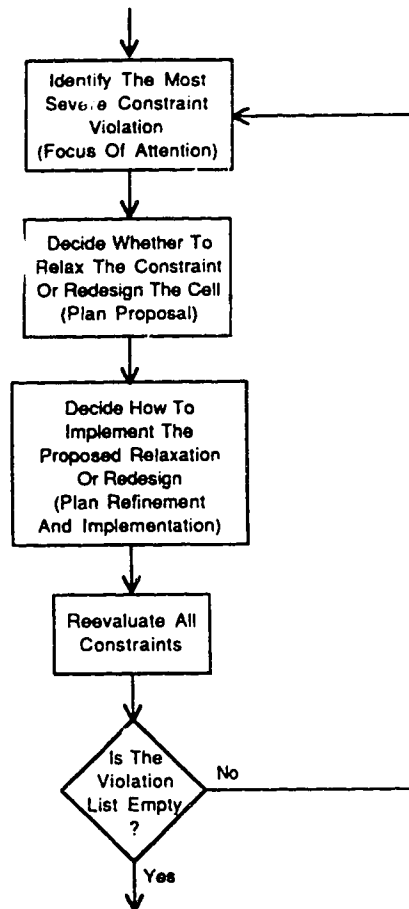 Identify The Most
Severe Constraint
Violation
(Focus Of Attention)
Decide Whether To
Relax The Constraint
Or Redesign The Cell
(Plan Proposal)
Decide How To
Implement The
Proposed Relaxation
Or Redesign
(Plan Refinement
And Implementation)
Reevaluate All
Constraints
Is The
Violation
List Empty
?
No
Yes